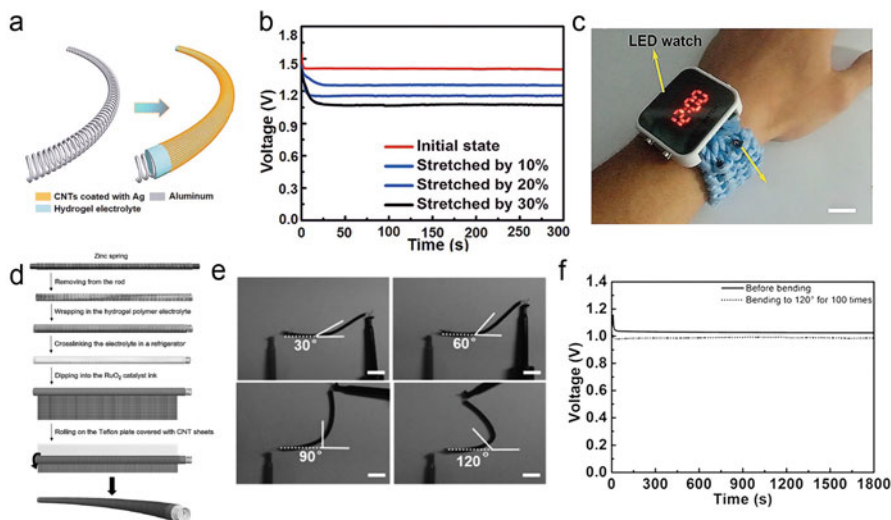 a
CNTs coated with Ag
Aluminum
Hydrogel electrolyte
b
Voltage (V)
1.8
1.5
1.2
0.9
0.6
0.3
0.0
Initial state
Stretched by 10%
Stretched by 20%
Stretched by 30%
0 50 100 150 200 250 300
Time (s)
c
LED watch
12:00
d
Zinc spring
Removing from the rod
Wrapping in the hydrogel polymer electrolyte
Crosslinking the electrolyte in a refrigerator
Dipping into the RuO₂ catalyst ink
Rolling on the Teflon plate covered with CNT sheets
e
30°
60°
90°
120°
f
Voltage (V)
1.4
1.2
1.0
0.8
0.6
0.4
0.2
0.0
Before bending
Bending to 120° for 100 times
0 300 600 900 1200 1500 1800
Time (s)